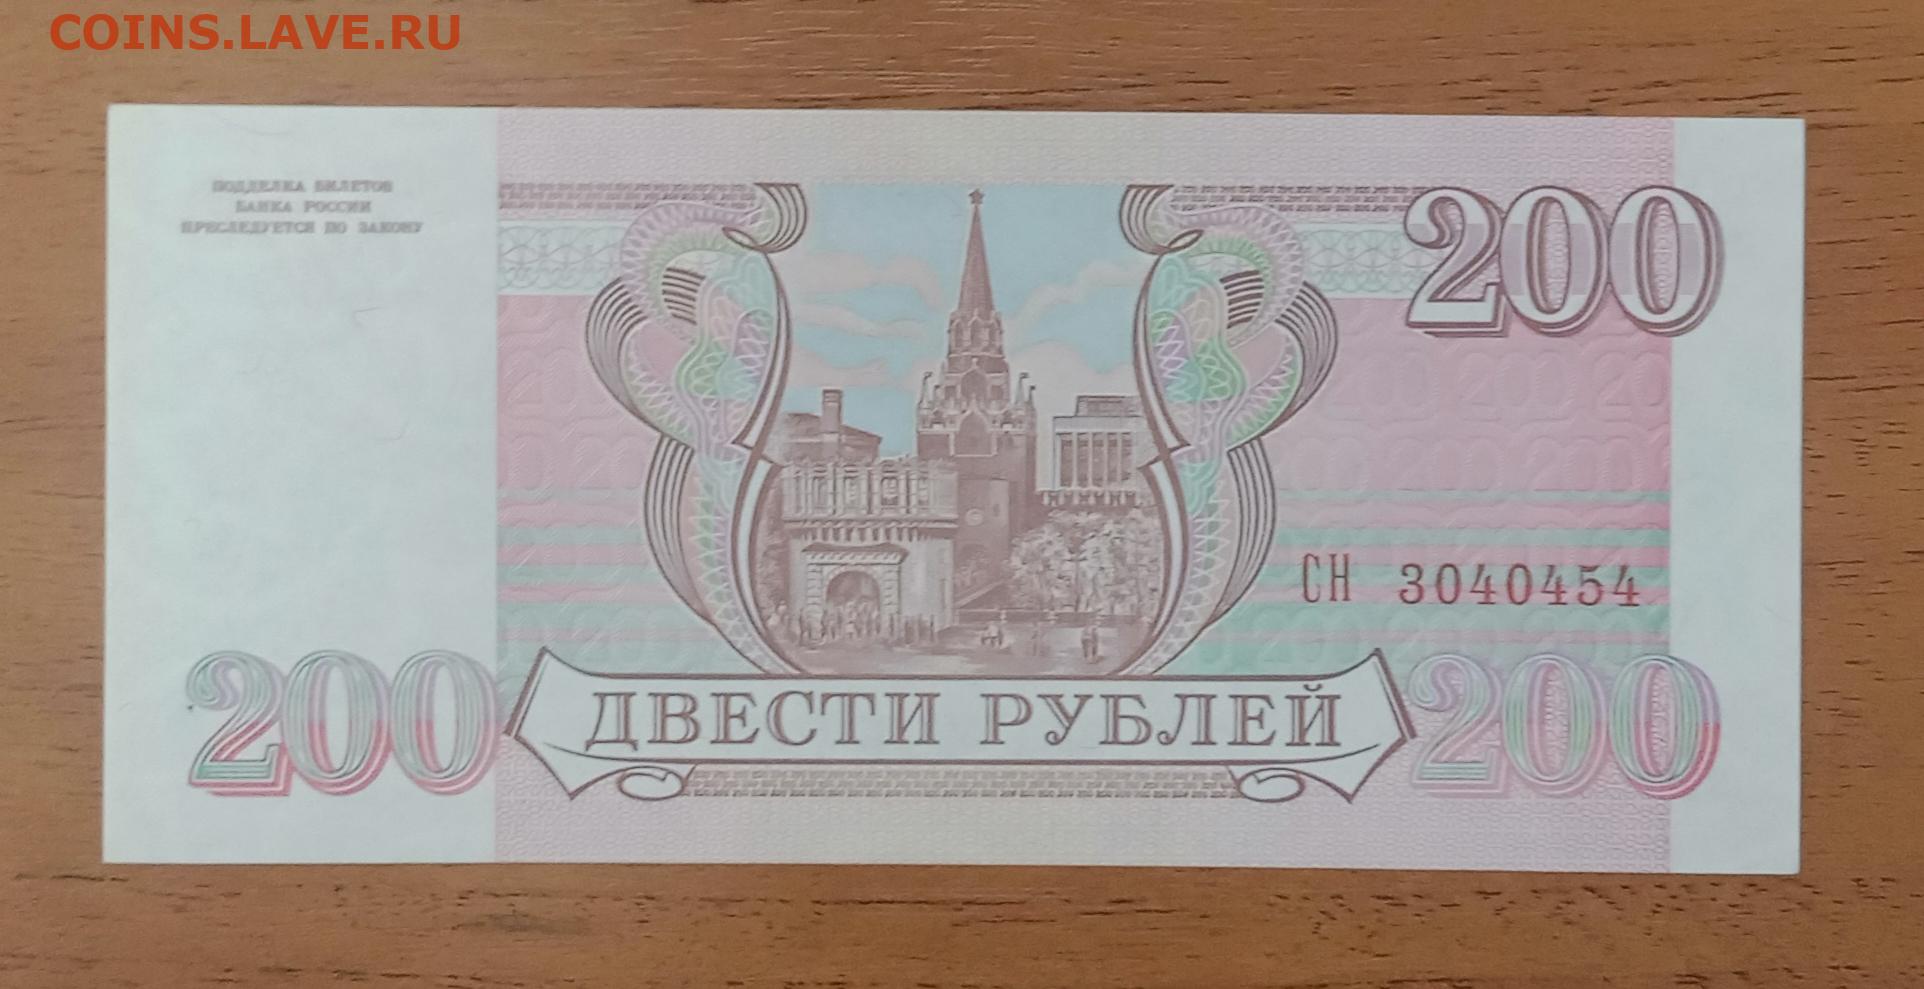 COINS.LAVE.RU
ПОДДЕЛКА БИЛЕТОВ
БАНКА РОССИИ
ПРЕСЛЕДУЕТСЯ ПО ЗАКОНУ
200
СН 3040454
200
ДВЕСТИ РУБЛЕЙ
200